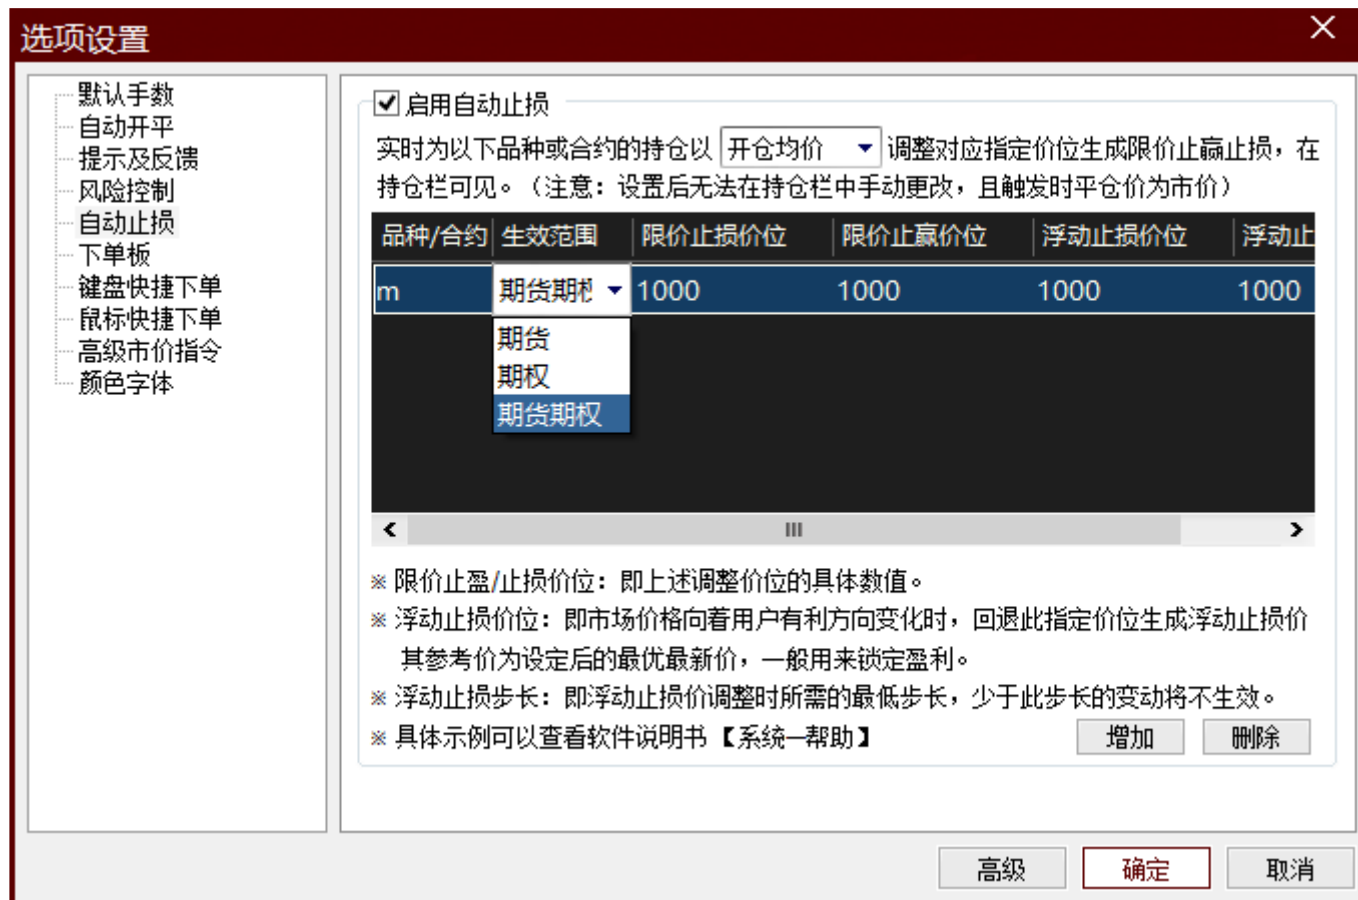 选项设置
默认手数
自动开平
提示及反馈
风险控制
自动止损
下单板
键盘快捷下单
鼠标快捷下单
高级市价指令
颜色字体
启用自动止损
实时为以下品种或合约的持仓以 开仓均价 调整对应指定价位生成限价止赢止损，在
持仓栏可见。（注意：设置后无法在持仓栏中手动更改，且触发时平仓价为市价）
品种/合约 生效范围 限价止损价位 限价止赢价位 浮动止损价位 浮动止
m 期货期权 1000 1000 1000 1000
期货
期权
期货期权
※ 限价止盈/止损价位：即上述调整价位的具体数值。
※ 浮动止损价位：即市场价格向着用户有利方向变化时，回退此指定价位生成浮动止损价
其参考价为设定后的最优最新价，一般用来锁定盈利。
※ 浮动止损步长：即浮动止损价调整时所需的最低步长，少于此步长的变动将不生效。
※ 具体示例可以查看软件说明书【系统—帮助】
增加 删除
高级 确定 取消